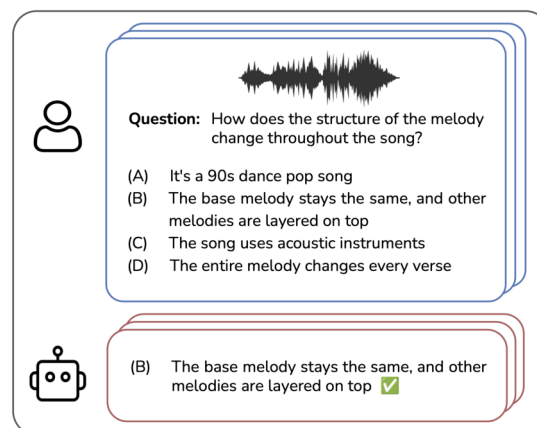 Question: How does the structure of the melody
change throughout the song?
(A) It's a 90s dance pop song
(B) The base melody stays the same, and other
melodies are layered on top
(C) The song uses acoustic instruments
(D) The entire melody changes every verse
(B) The base melody stays the same, and other
melodies are layered on top ✅